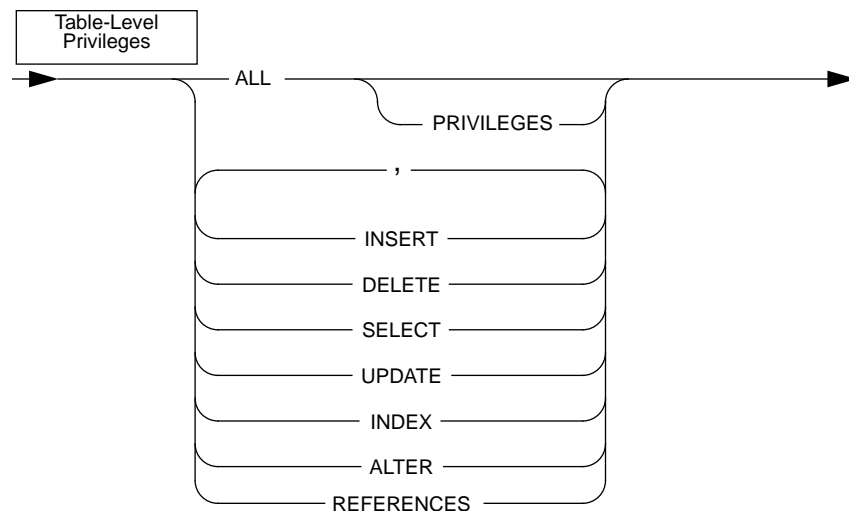 Table-Level
Privileges
ALL
PRIVILEGES
,
INSERT
DELETE
SELECT
UPDATE
INDEX
ALTER
REFERENCES